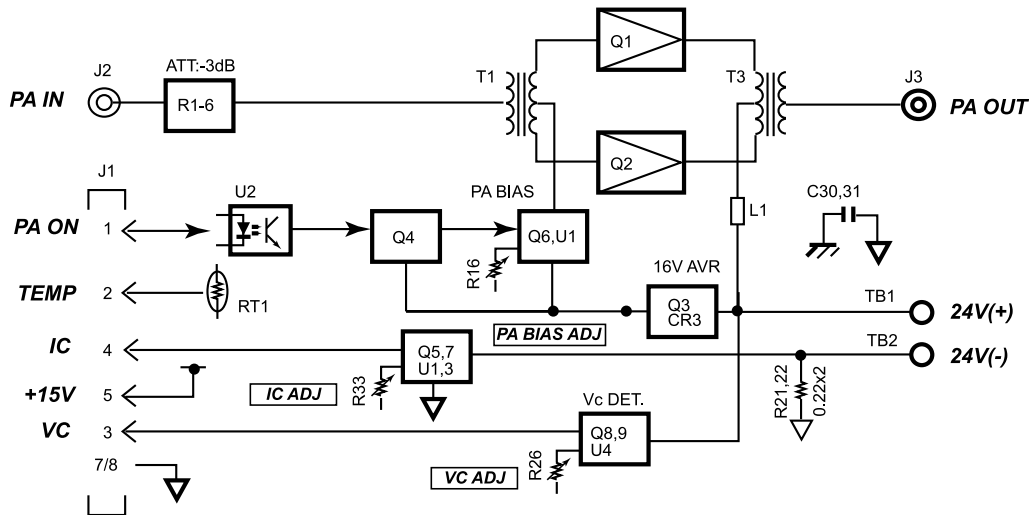 Q1
J2
ATT:-3dB
T1
T3
J3
PA IN
R1-6
PA OUT
Q2
J1
U2
PA BIAS
C30,31
L1
PA ON
1
Q4
Q6,U1
R16
16V AVR
TEMP
2
RT1
Q3
CR3
TB1
24V(+)
PA BIAS ADJ
IC
4
Q5,7
U1,3
TB2
24V(-)
R33
IC ADJ
R21,22
0.22x2
+15V
5
Vc DET.
VC
3
Q8,9
U4
R26
VC ADJ
7/8